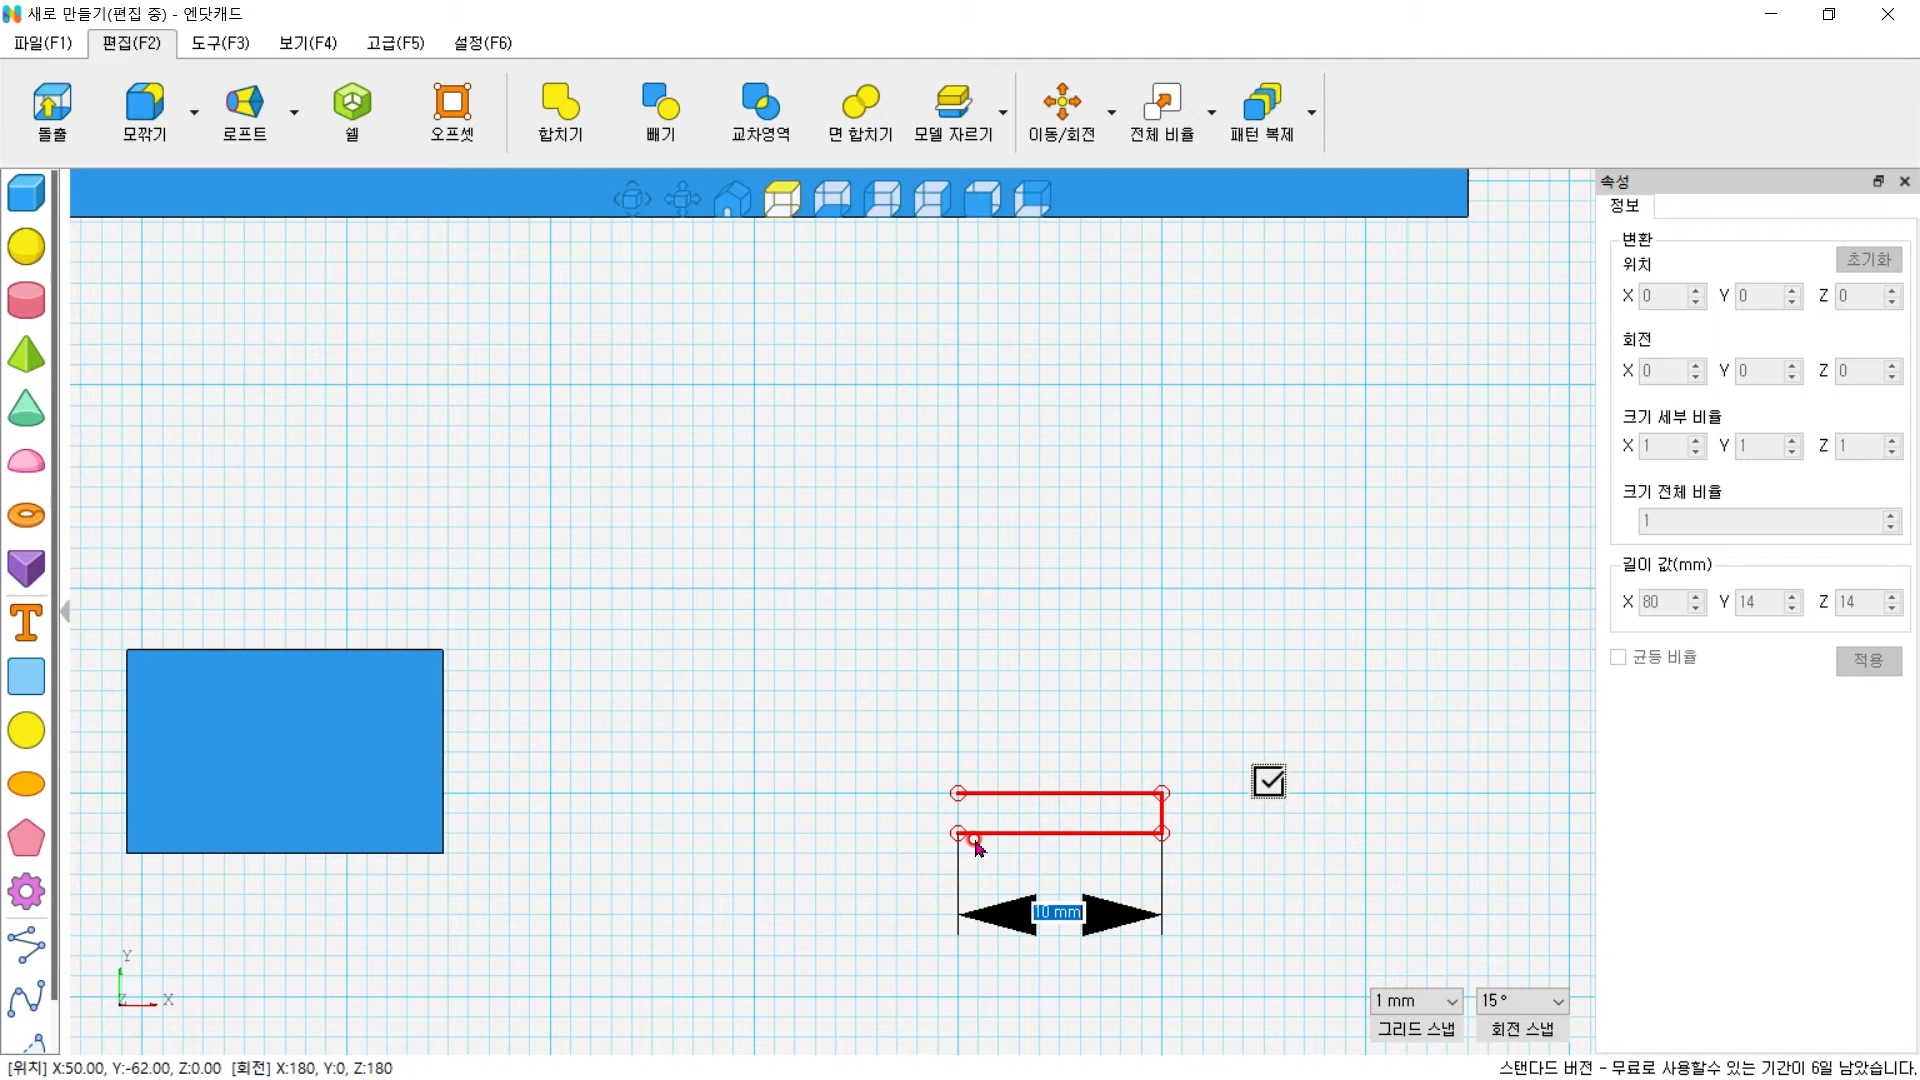 새로 만들기(편집 중) - 엔닷캐드
파일(F1) 편집(F2) 도구(F3) 보기(F4) 고급(F5) 설정(F6)
돌출 모깎기 로프트 쉘 오프셋 합치기 빼기 교차영역 면 합치기 모델 자르기 이동/회전 전체 비율 패턴 복제
속성
정보
변환
위치 초기화
X 0 Y 0 Z 0
회전
X 0 Y 0 Z 0
크기 세부 비율
X 1 Y 1 Z 1
크기 전체 비율
1
길이 값(mm)
X 80 Y 14 Z 14
균등 비율 적용
10 mm
Y
Z X
1 mm 15°
그리드 스냅 회전 스냅
[위치] X:50.00, Y:-62.00, Z:0.00 [회전] X:180, Y:0, Z:180
스탠다드 버전 - 무료로 사용할수 있는 기간이 6일 남았습니다.